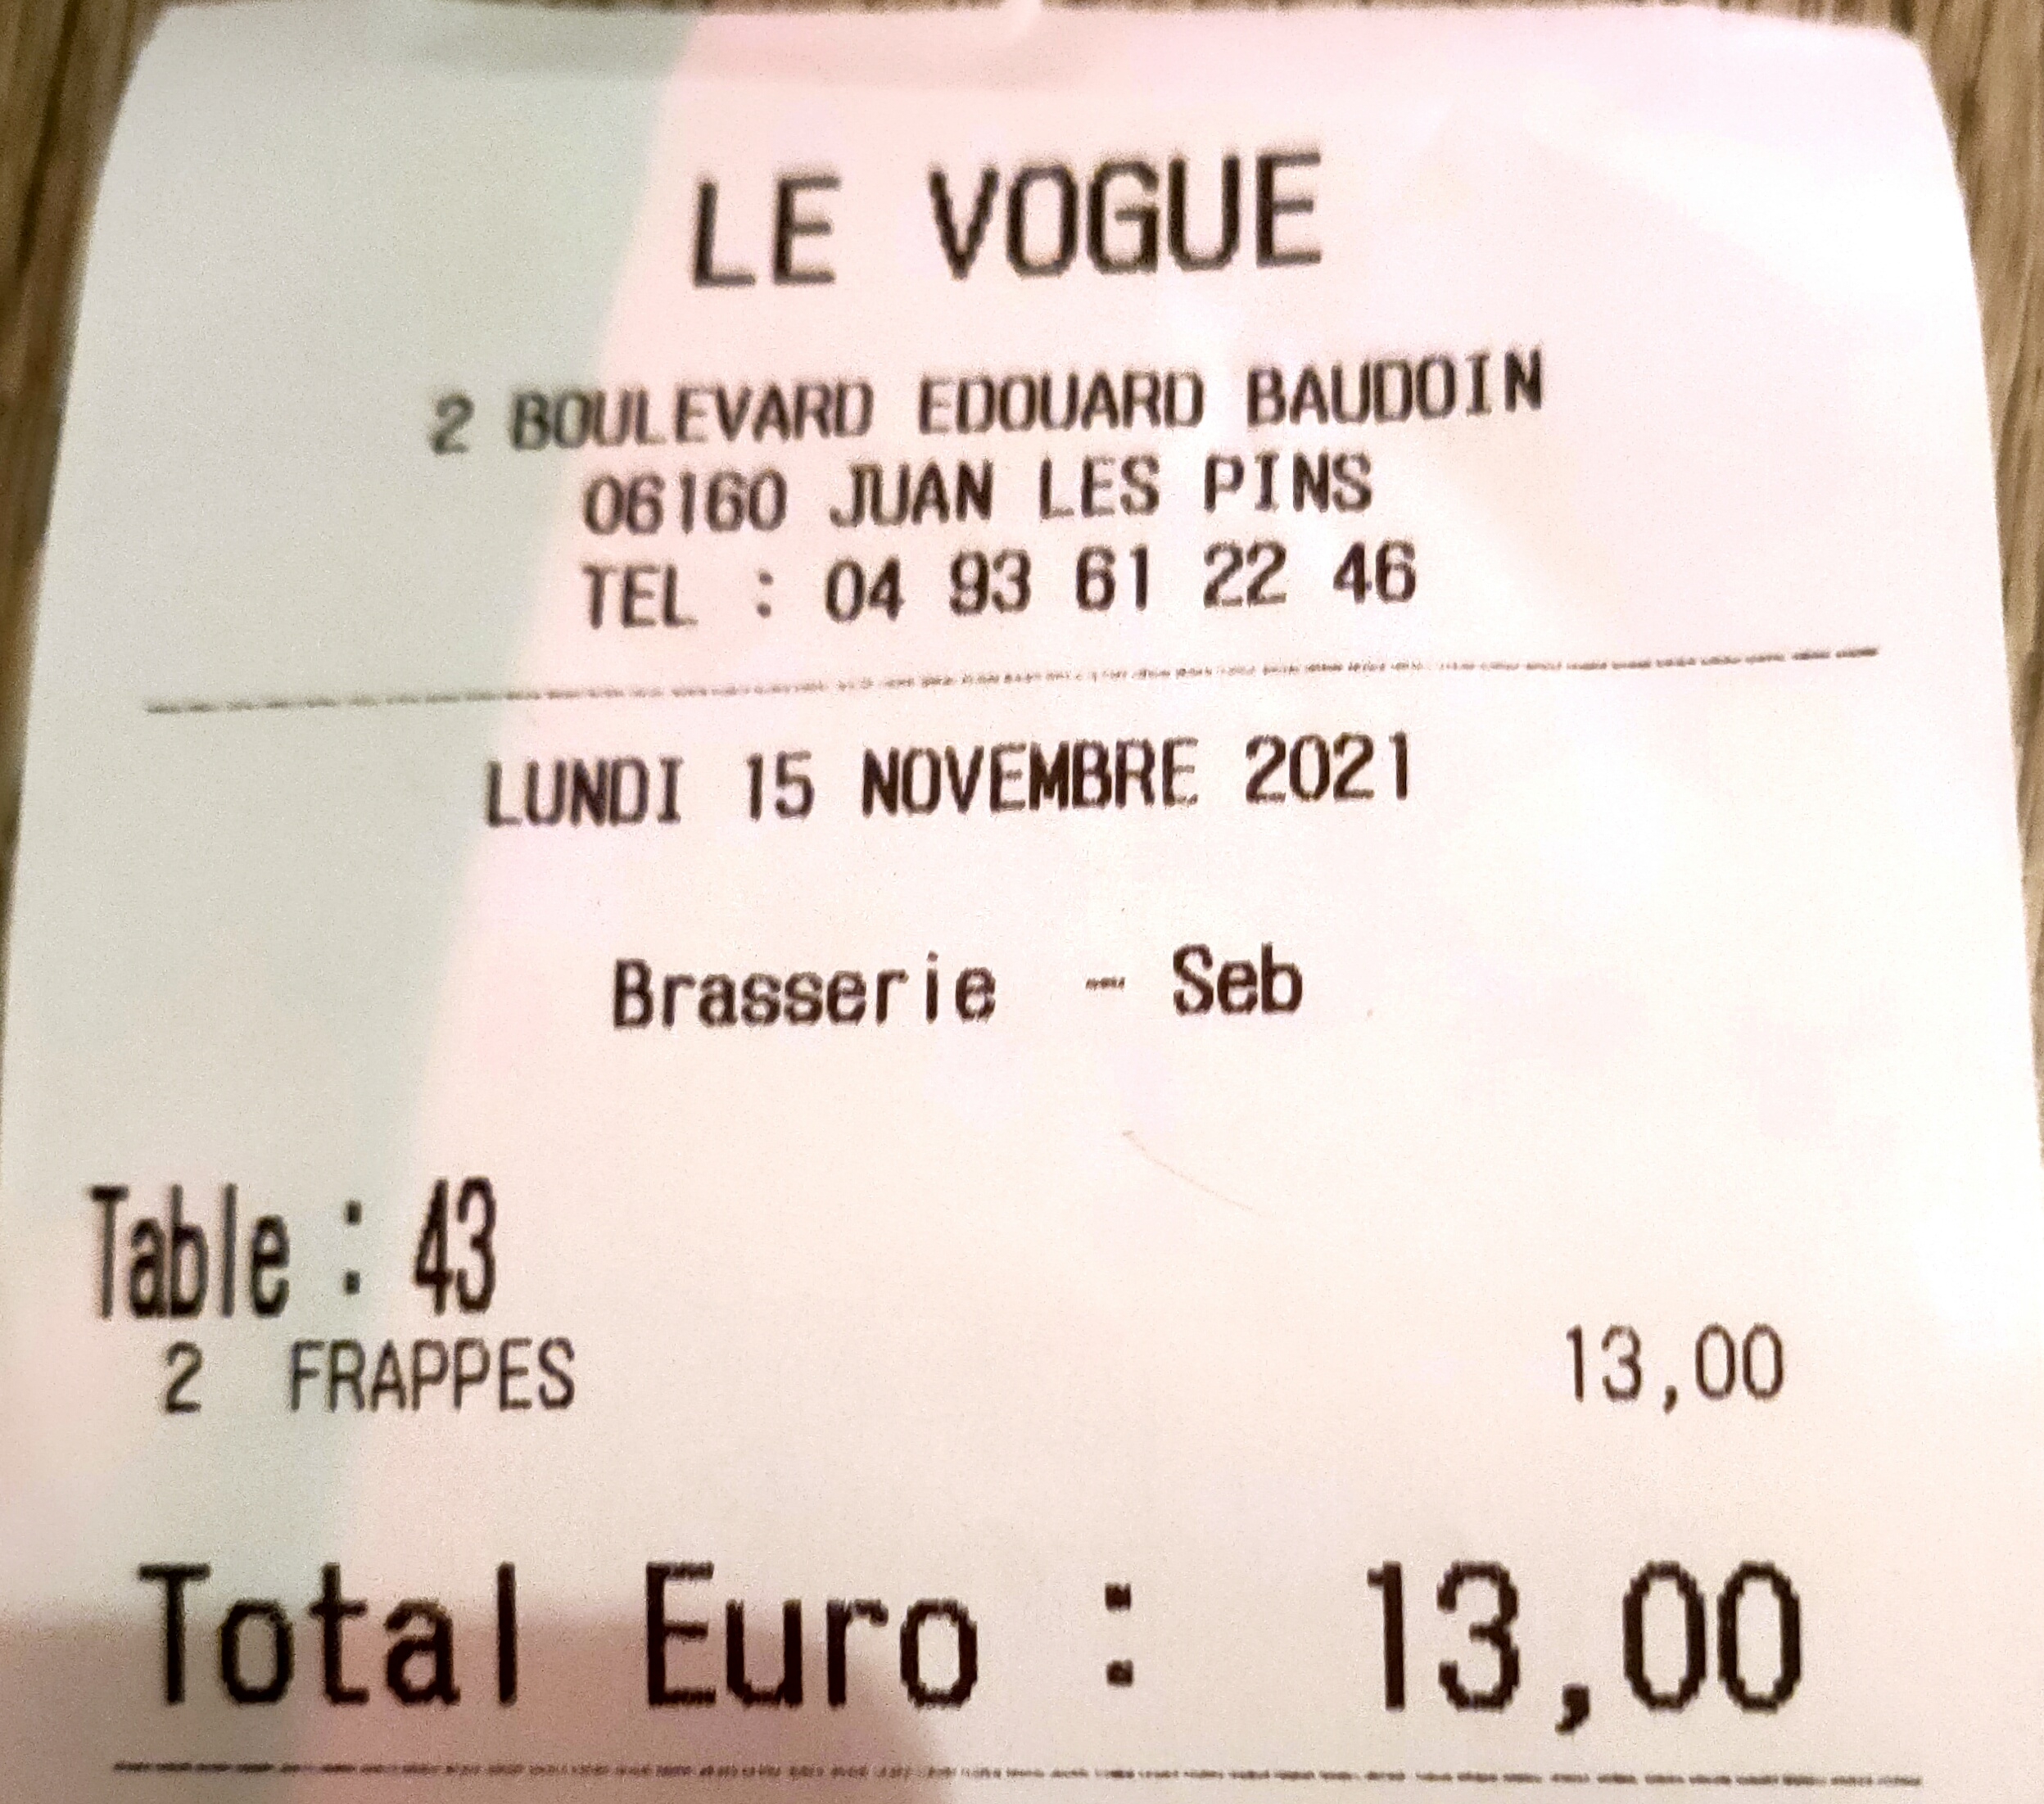 LE VOGUE
2 BOULEVARD EDOUARD BAUDOIN
06160 JUAN LES PINS
TEL : 04 93 61 22 46
LUNDI 15 NOVEMBRE 2021
Brasserie - Seb
Table : 43
2 FRAPPES 13,00
Total Euro : 13,00